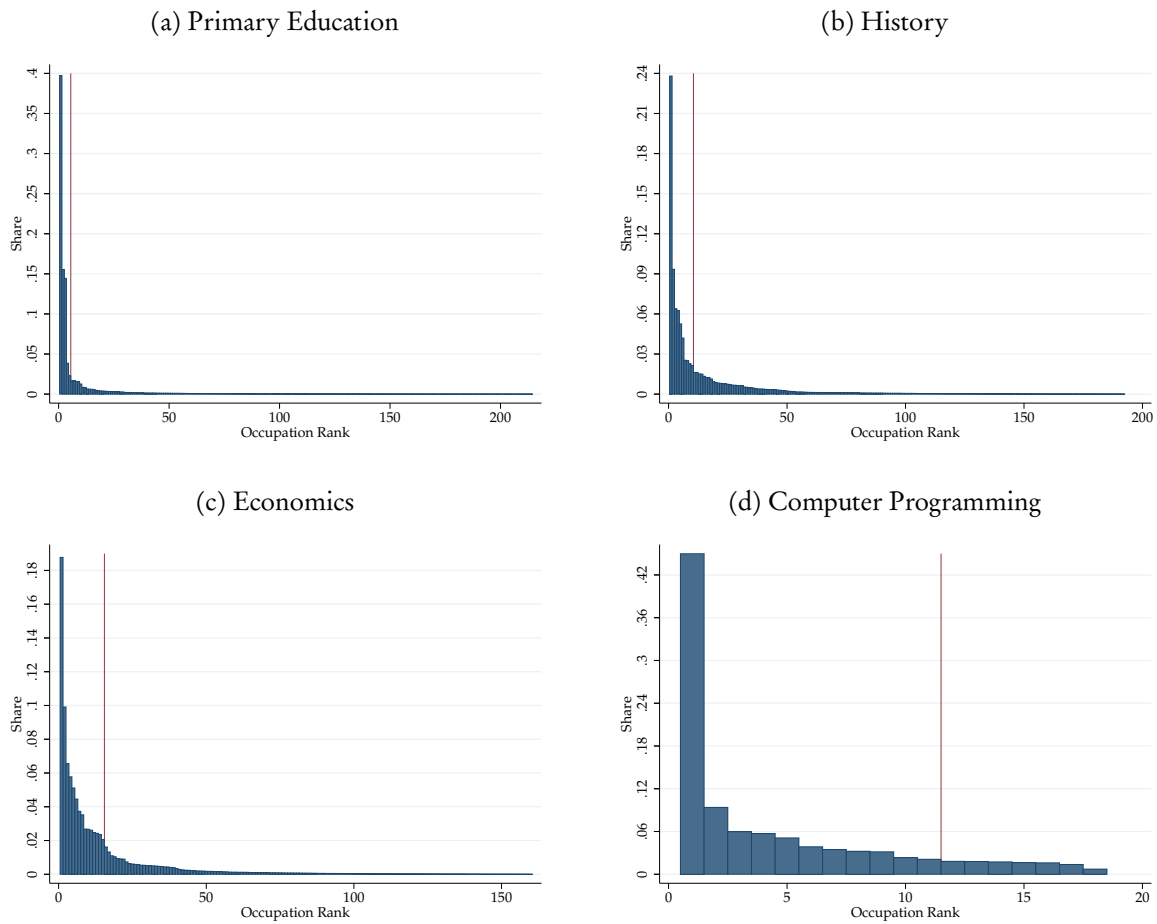 (a) Primary Education
.4
.35
.3
.25
.2
.15
.1
.05
0
Share
0 50 100 150 200
Occupation Rank
(b) History
.24
.21
.18
.15
.12
.09
.06
.03
0
Share
0 50 100 150 200
Occupation Rank
(c) Economics
.18
.16
.14
.12
.1
.08
.06
.04
.02
0
Share
0 50 100 150
Occupation Rank
(d) Computer Programming
.42
.36
.3
.24
.18
.12
.06
0
Share
0 5 10 15 20
Occupation Rank